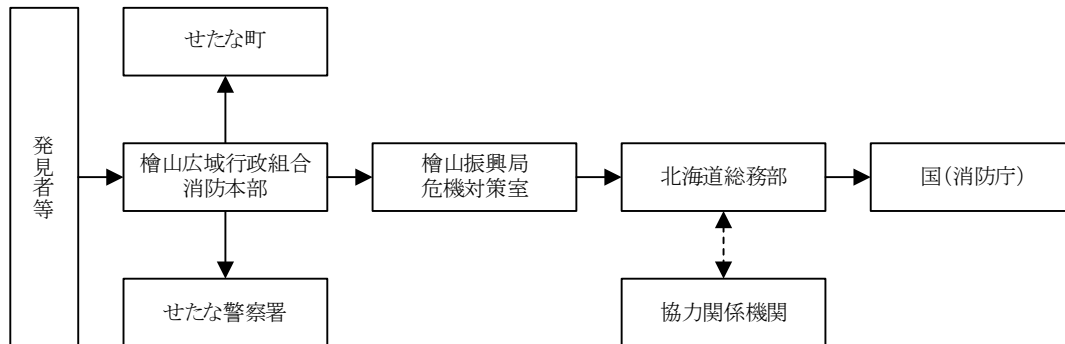 せたな町
発見者等
檜山広域行政組合
消防本部
檜山振興局
危機対策室
北海道総務部
国（消防庁）
せたな警察署
協力関係機関